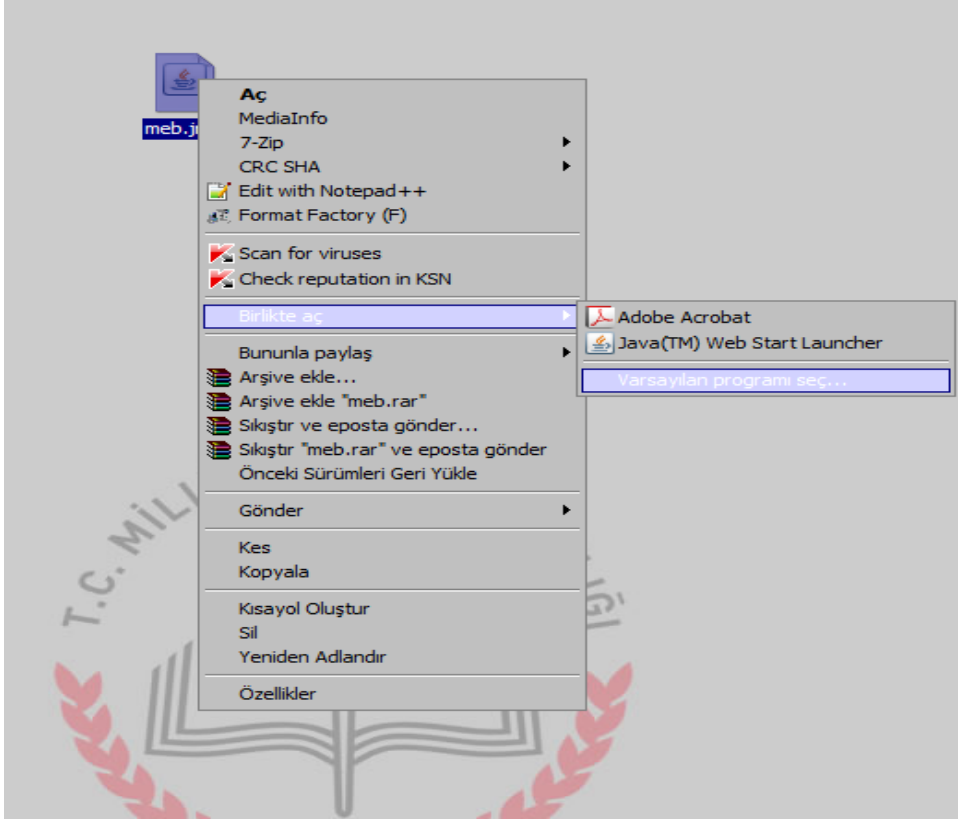 meb.j
Aç
MediaInfo
7-Zip
CRC SHA
Edit with Notepad++
Format Factory (F)
Scan for viruses
Check reputation in KSN
Birlikte aç
Adobe Acrobat
Java(TM) Web Start Launcher
Varsayılan programı seç...
Bununla paylaş
Arşive ekle...
Arşive ekle "meb.rar"
Sıkıştır ve eposta gönder...
Sıkıştır "meb.rar" ve eposta gönder
Önceki Sürümleri Geri Yükle
Gönder
Kes
Kopyala
Kısayol Oluştur
Sil
Yeniden Adlandır
Özellikler
T.C.